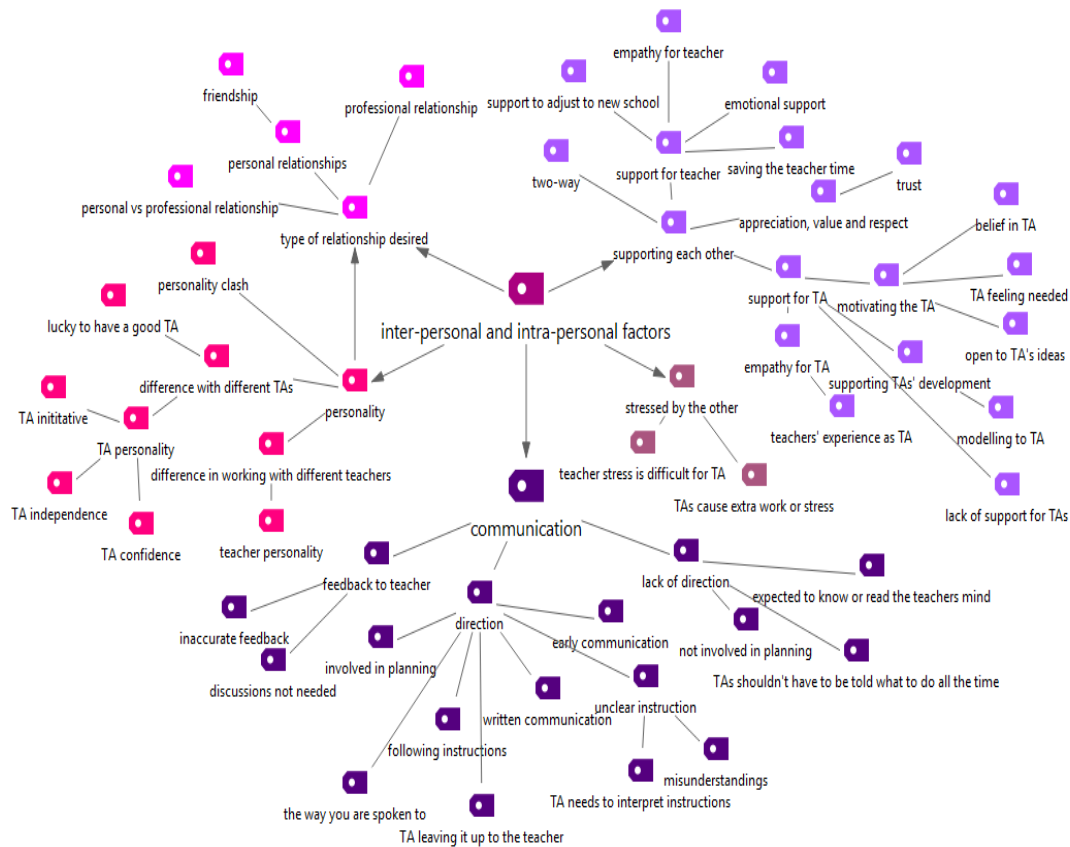 empathy for teacher
friendship
professional relationship
support to adjust to new school
emotional support
personal relationships
support for teacher
saving the teacher time
two-way
trust
personal vs professional relationship
appreciation, value and respect
belief in TA
type of relationship desired
supporting each other
personality clash
support for TA
motivating the TA
TA feeling needed
lucky to have a good TA
inter-personal and intra-personal factors
open to TA's ideas
empathy for TA
difference with different TAs
supporting TAs' development
TA inititative
personality
stressed by the other
teachers' experience as TA
modelling to TA
TA personality
difference in working with different teachers
teacher stress is difficult for TA
TAs cause extra work or stress
lack of support for TAs
TA independence
TA confidence
teacher personality
communication
feedback to teacher
lack of direction
expected to know or read the teachers mind
inaccurate feedback
direction
early communication
not involved in planning
involved in planning
discussions not needed
TAs shouldn't have to be told what to do all the time
written communication
unclear instruction
following instructions
misunderstandings
TA needs to interpret instructions
the way you are spoken to
TA leaving it up to the teacher